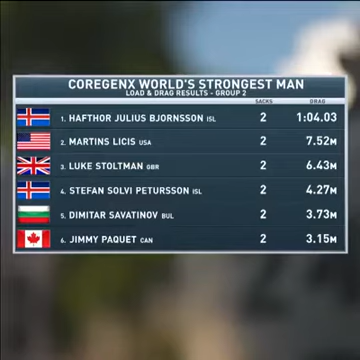 COREGENX WORLD'S STRONGEST MAN
LOAD & DRAG RESULTS - GROUP 2
SACKS DRAG
1. HAFTHOR JULIUS BJORNSSON ISL 2 1:04.03
2. MARTINS LICIS USA 2 7.52M
3. LUKE STOLTMAN GBR 2 6.43M
4. STEFAN SOLVI PETURSSON ISL 2 4.27M
5. DIMITAR SAVATINOV BUL 2 3.73M
6. JIMMY PAQUET CAN 2 3.15M